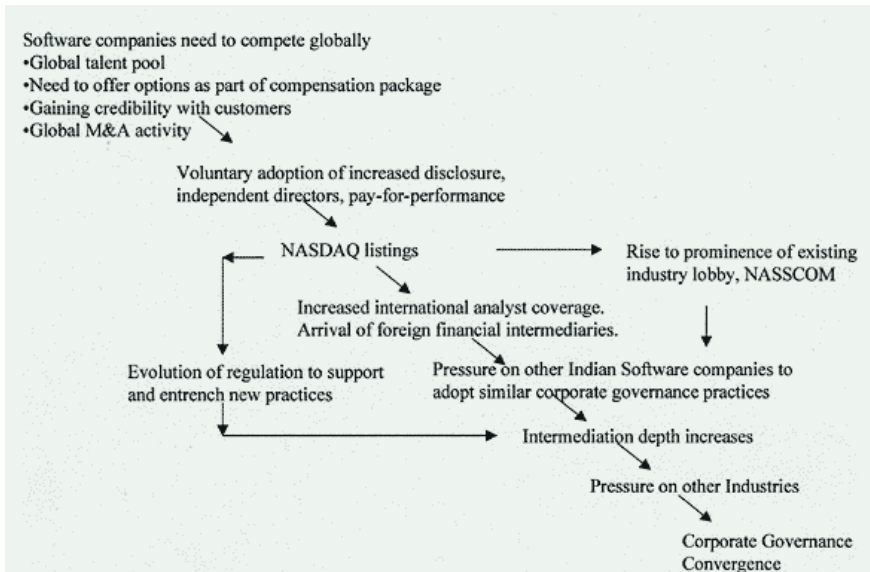 Software companies need to compete globally
•Global talent pool
•Need to offer options as part of compensation package
•Gaining credibility with customers
•Global M&A activity
Voluntary adoption of increased disclosure,
independent directors, pay-for-performance
NASDAQ listings
Rise to prominence of existing
industry lobby, NASSCOM
Increased international analyst coverage.
Arrival of foreign financial intermediaries.
Evolution of regulation to support
and entrench new practices
Pressure on other Indian Software companies to
adopt similar corporate governance practices
Intermediation depth increases
Pressure on other Industries
Corporate Governance
Convergence